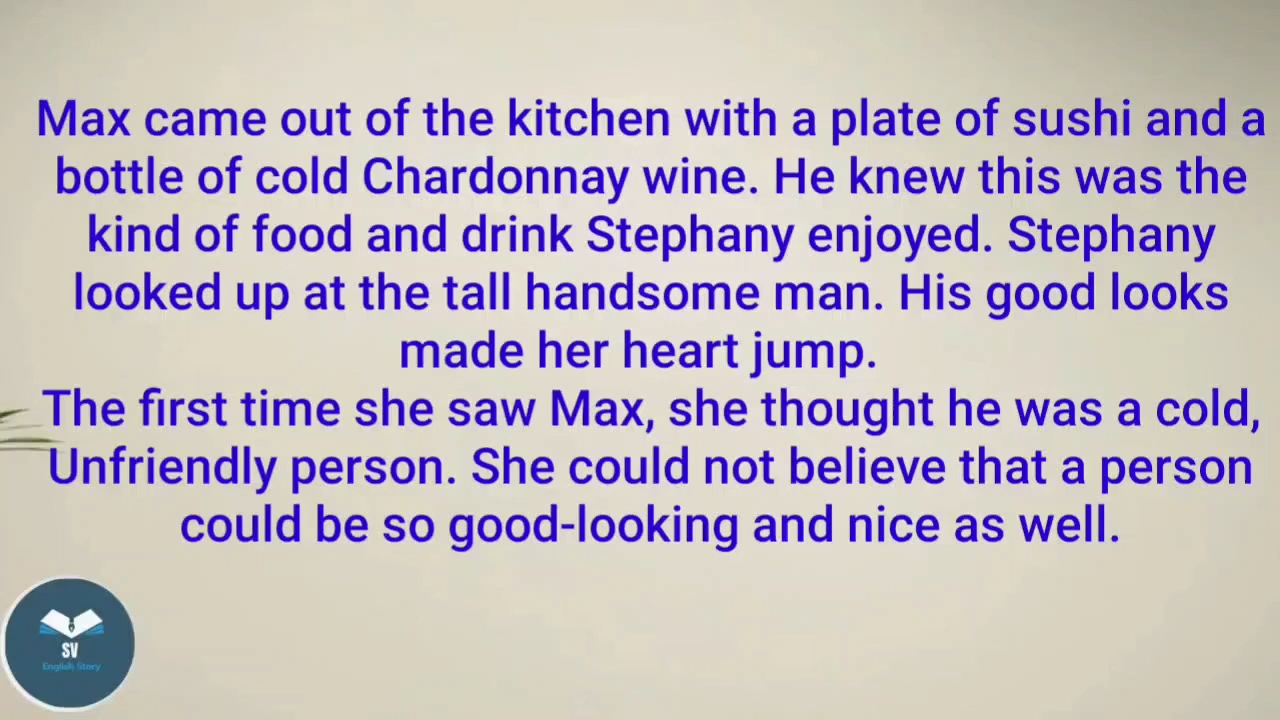 Max came out of the kitchen with a plate of sushi and a
bottle of cold Chardonnay wine. He knew this was the
kind of food and drink Stephany enjoyed. Stephany
looked up at the tall handsome man. His good looks
made her heart jump.
The first time she saw Max, she thought he was a cold,
Unfriendly person. She could not believe that a person
could be so good-looking and nice as well.
SV
English Story